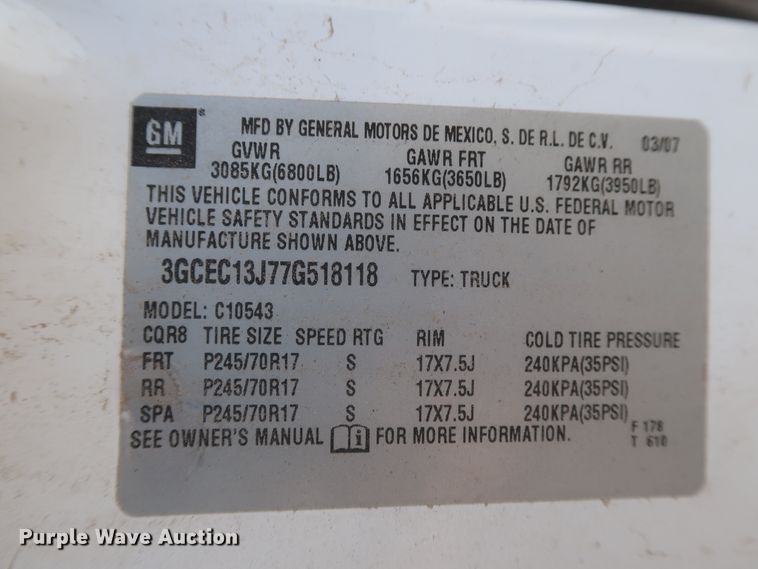 GM®
MFD BY GENERAL MOTORS DE MEXICO, S. DE R.L. DE C.V. 03/07
GVWR GAWR FRT GAWR RR
3085KG(6800LB) 1656KG(3650LB) 1792KG(3950LB)
THIS VEHICLE CONFORMS TO ALL APPLICABLE U.S. FEDERAL MOTOR
VEHICLE SAFETY STANDARDS IN EFFECT ON THE DATE OF
MANUFACTURE SHOWN ABOVE.
3GCEC13J77G518118 TYPE: TRUCK
MODEL: C10543
CQR8 TIRE SIZE SPEED RTG RIM COLD TIRE PRESSURE
FRT P245/70R17 S 17X7.5J 240KPA(35PSI)
RR P245/70R17 S 17X7.5J 240KPA(35PSI)
SPA P245/70R17 S 17X7.5J 240KPA(35PSI)
SEE OWNER'S MANUAL i FOR MORE INFORMATION.
F 178
T 610
Purple Wave Auction